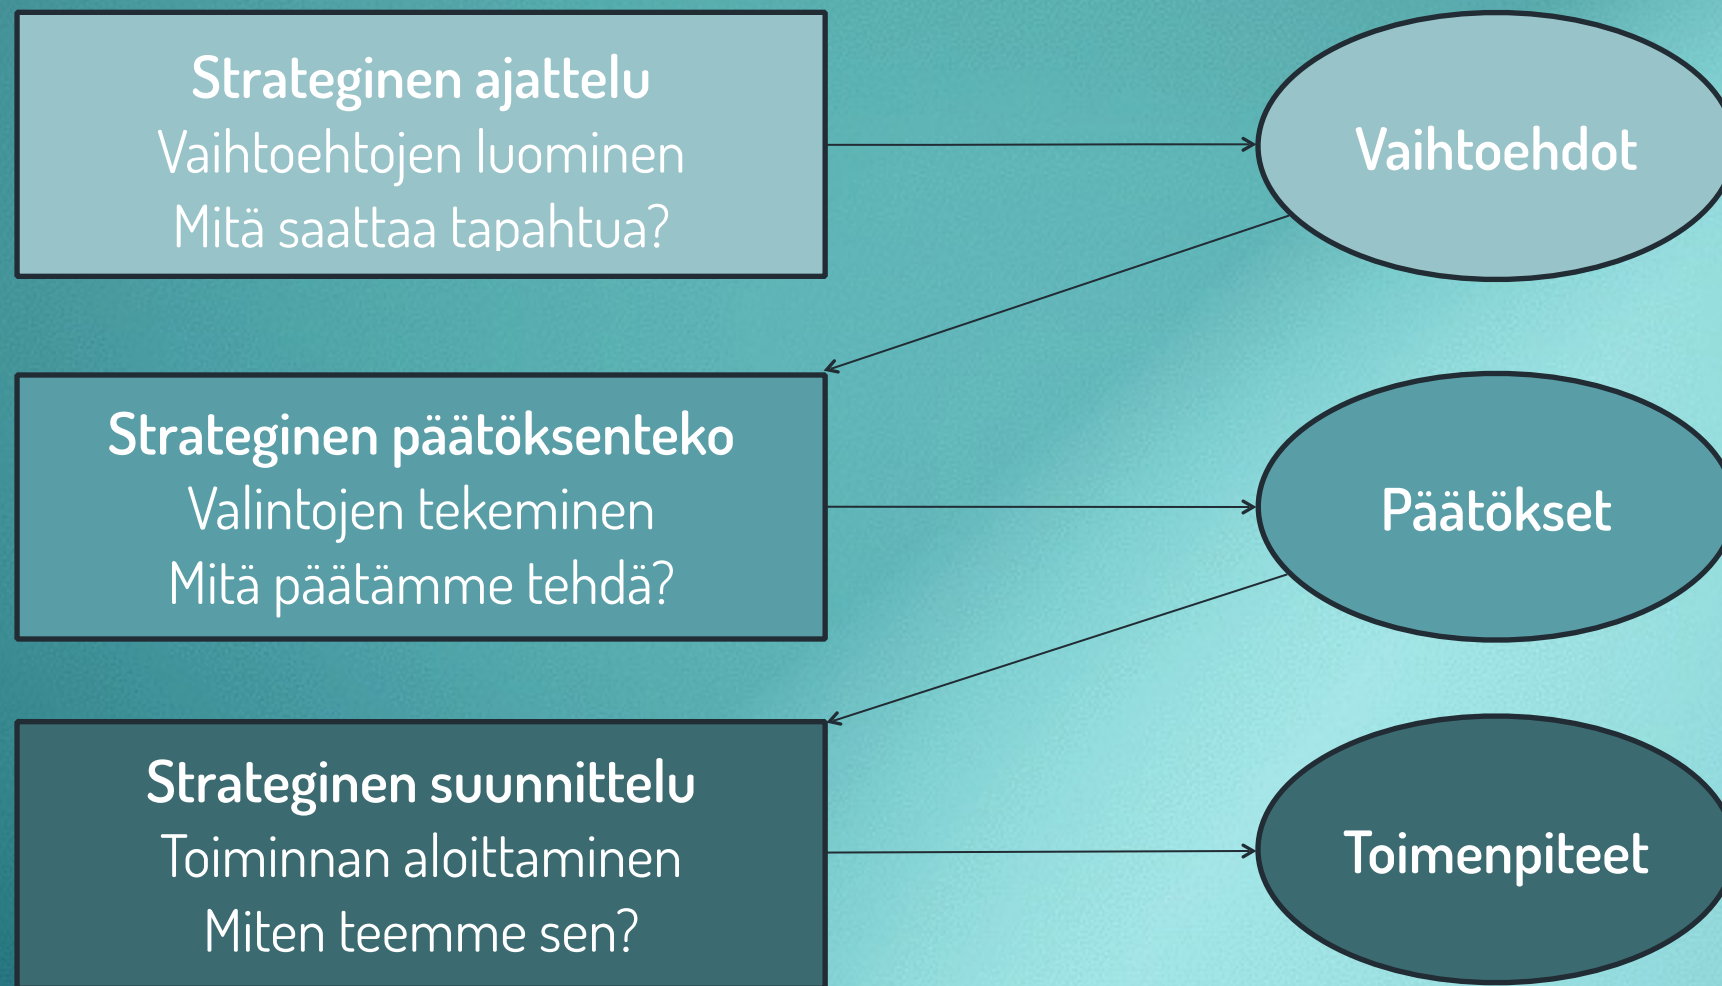 Strateginen ajattelu
Vaihtoehtojen luominen
Mitä saattaa tapahtua?
Vaihtoehdot
Strateginen päätöksenteko
Valintojen tekeminen
Mitä päätämme tehdä?
Päätökset
Strateginen suunnittelu
Toiminnan aloittaminen
Miten teemme sen?
Toimenpiteet